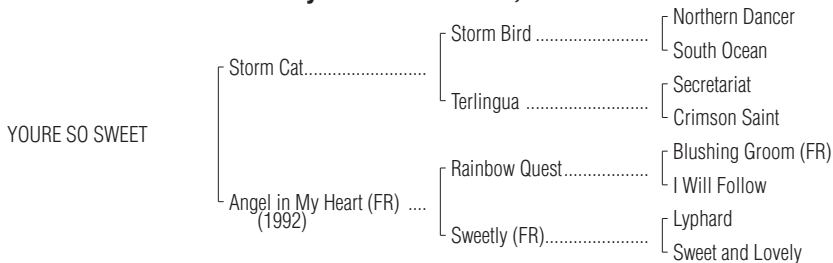 Northern Dancer
Storm Bird ........................
South Ocean
Storm Cat..........................
Secretariat
Terlingua ..........................
Crimson Saint
YOURE SO SWEET
Blushing Groom (FR)
Rainbow Quest..................
I Will Follow
Angel in My Heart (FR) ....
(1992)
Lyphard
Sweetly (FR)......................
Sweet and Lovely